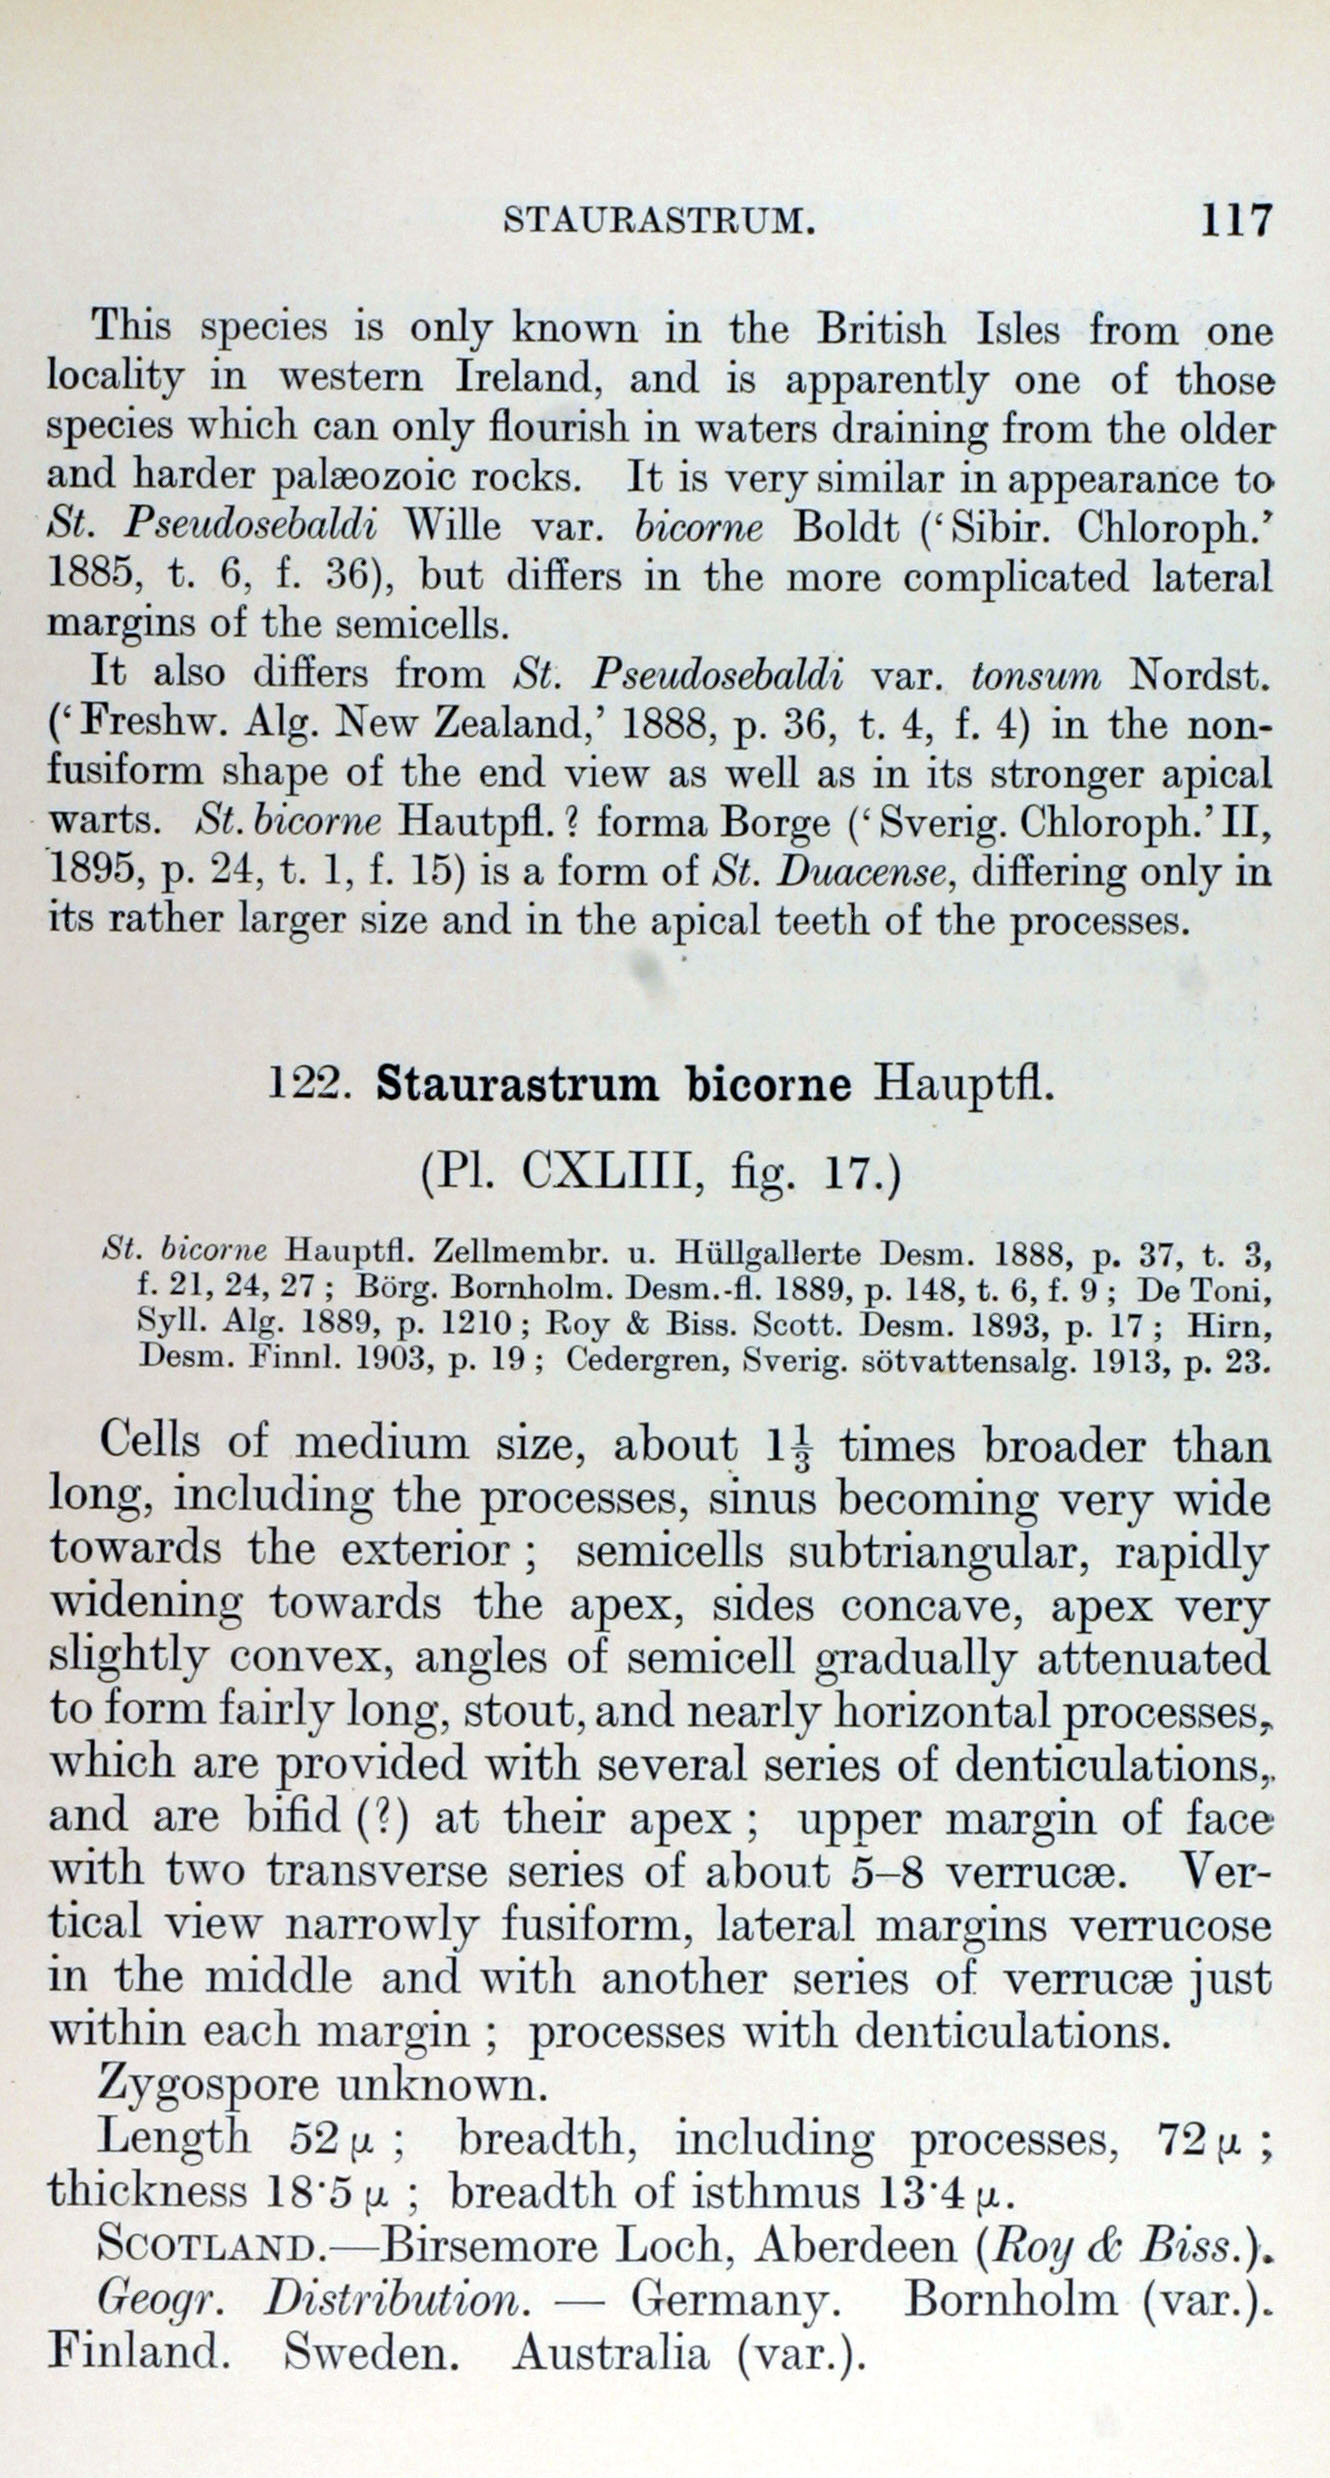 STAURASTRUM. 117
This species is only known in the British Isles from one
locality in western Ireland, and is apparently one of those
species which can only flourish in waters draining from the older
and harder palæozoic rocks. It is very similar in appearance to
St. Pseudosebaldi Wille var. bicorne Boldt (‘Sibir. Chloroph.’
1885, t. 6, f. 36), but differs in the more complicated lateral
margins of the semicells.
It also differs from St. Pseudosebaldi var. tonsum Nordst.
(‘Freshw. Alg. New Zealand,’ 1888, p. 36, t. 4, f. 4) in the non-
fusiform shape of the end view as well as in its stronger apical
warts. St. bicorne Hautpfl. ? forma Borge (‘Sverig. Chloroph.’ II,
1895, p. 24, t. 1, f. 15) is a form of St. Duacense, differing only in
its rather larger size and in the apical teeth of the processes.
122. Staurastrum bicorne Hauptfl.
(Pl. CXLIII, fig. 17.)
St. bicorne Hauptfl. Zellmembr. u. Hüllgallerte Desm. 1888, p. 37, t. 3,
f. 21, 24, 27 ; Börg. Bornholm. Desm.-fl. 1889, p. 148, t. 6, f. 9 ; De Toni,
Syll. Alg. 1889, p. 1210 ; Roy & Biss. Scott. Desm. 1893, p. 17 ; Hirn,
Desm. Finnl. 1903, p. 19 ; Cedergren, Sverig. sötvattensalg. 1913, p. 23.
Cells of medium size, about 1⅓ times broader than
long, including the processes, sinus becoming very wide
towards the exterior ; semicells subtriangular, rapidly
widening towards the apex, sides concave, apex very
slightly convex, angles of semicell gradually attenuated
to form fairly long, stout, and nearly horizontal processes,
which are provided with several series of denticulations,
and are bifid (?) at their apex ; upper margin of face
with two transverse series of about 5–8 verrucæ. Ver-
tical view narrowly fusiform, lateral margins verrucose
in the middle and with another series of verrucæ just
within each margin ; processes with denticulations.
Zygospore unknown.
Length 52 μ ; breadth, including processes, 72 μ ;
thickness 18·5 μ ; breadth of isthmus 13·4 μ.
SCOTLAND.—Birsemore Loch, Aberdeen (Roy & Biss.).
Geogr. Distribution. — Germany. Bornholm (var.).
Finland. Sweden. Australia (var.).